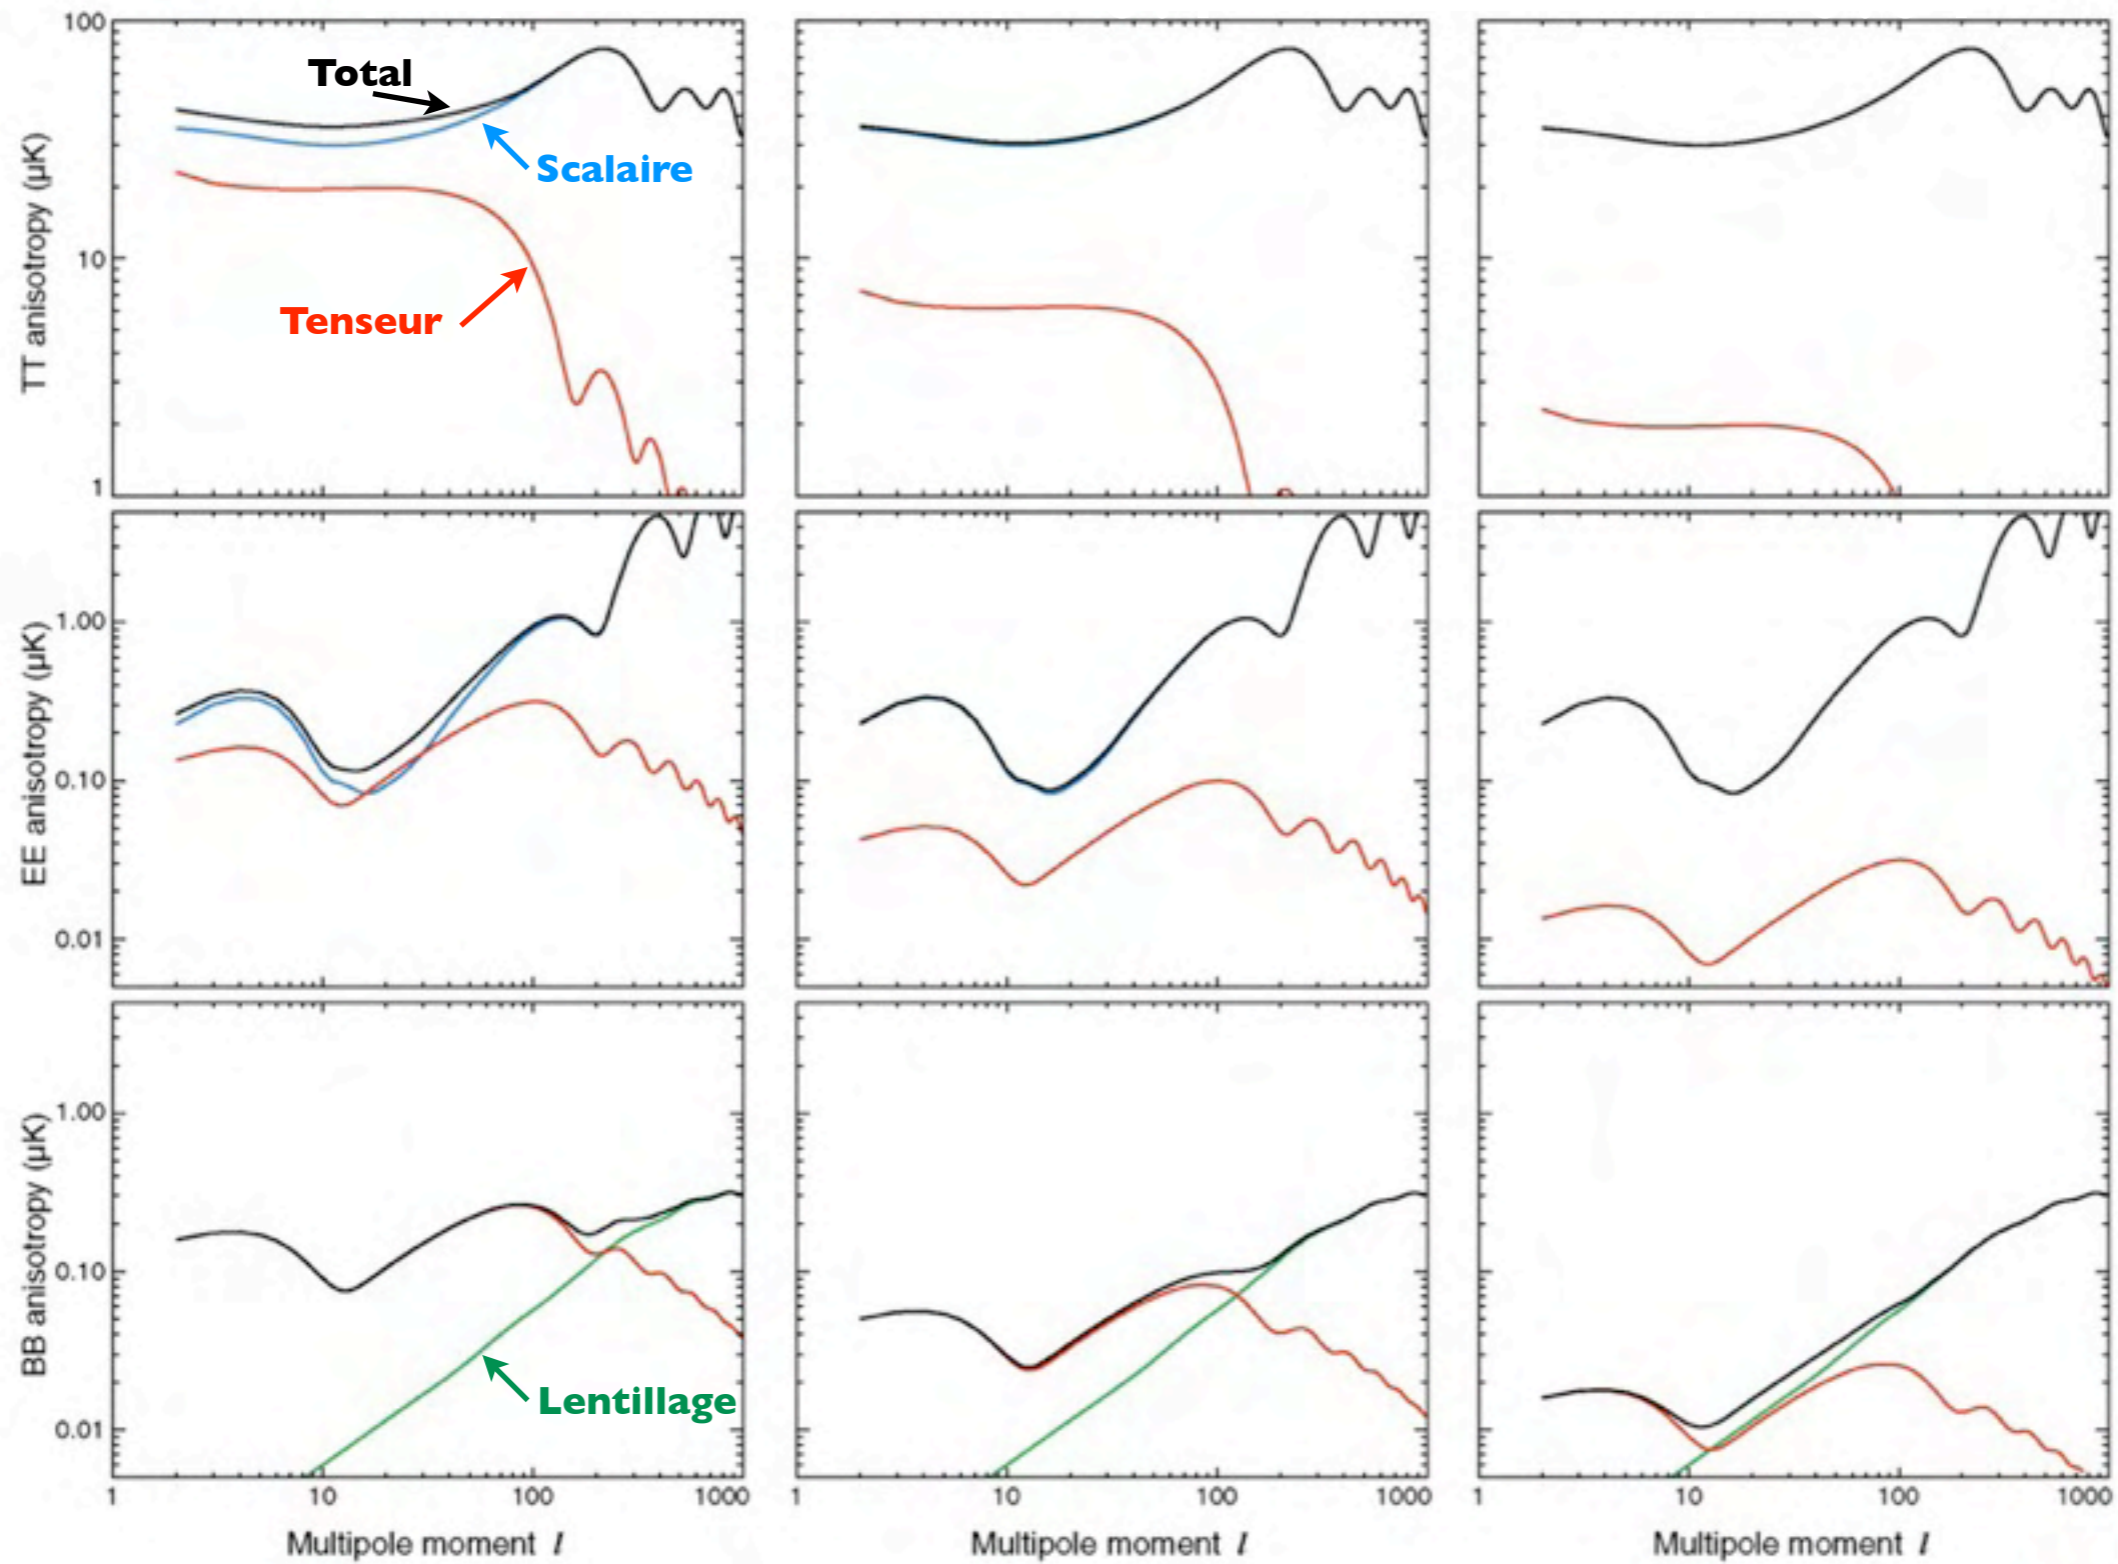 100
Total
Scalaire
10
Tenseur
1
TT anisotropy (µK)
1.00
0.10
0.01
EE anisotropy (µK)
1.00
0.10
0.01
Lentillage
BB anisotropy (µK)
1 10 100 1000 1 10 100 1000 1 10 100 1000
Multipole moment l Multipole moment l Multipole moment l